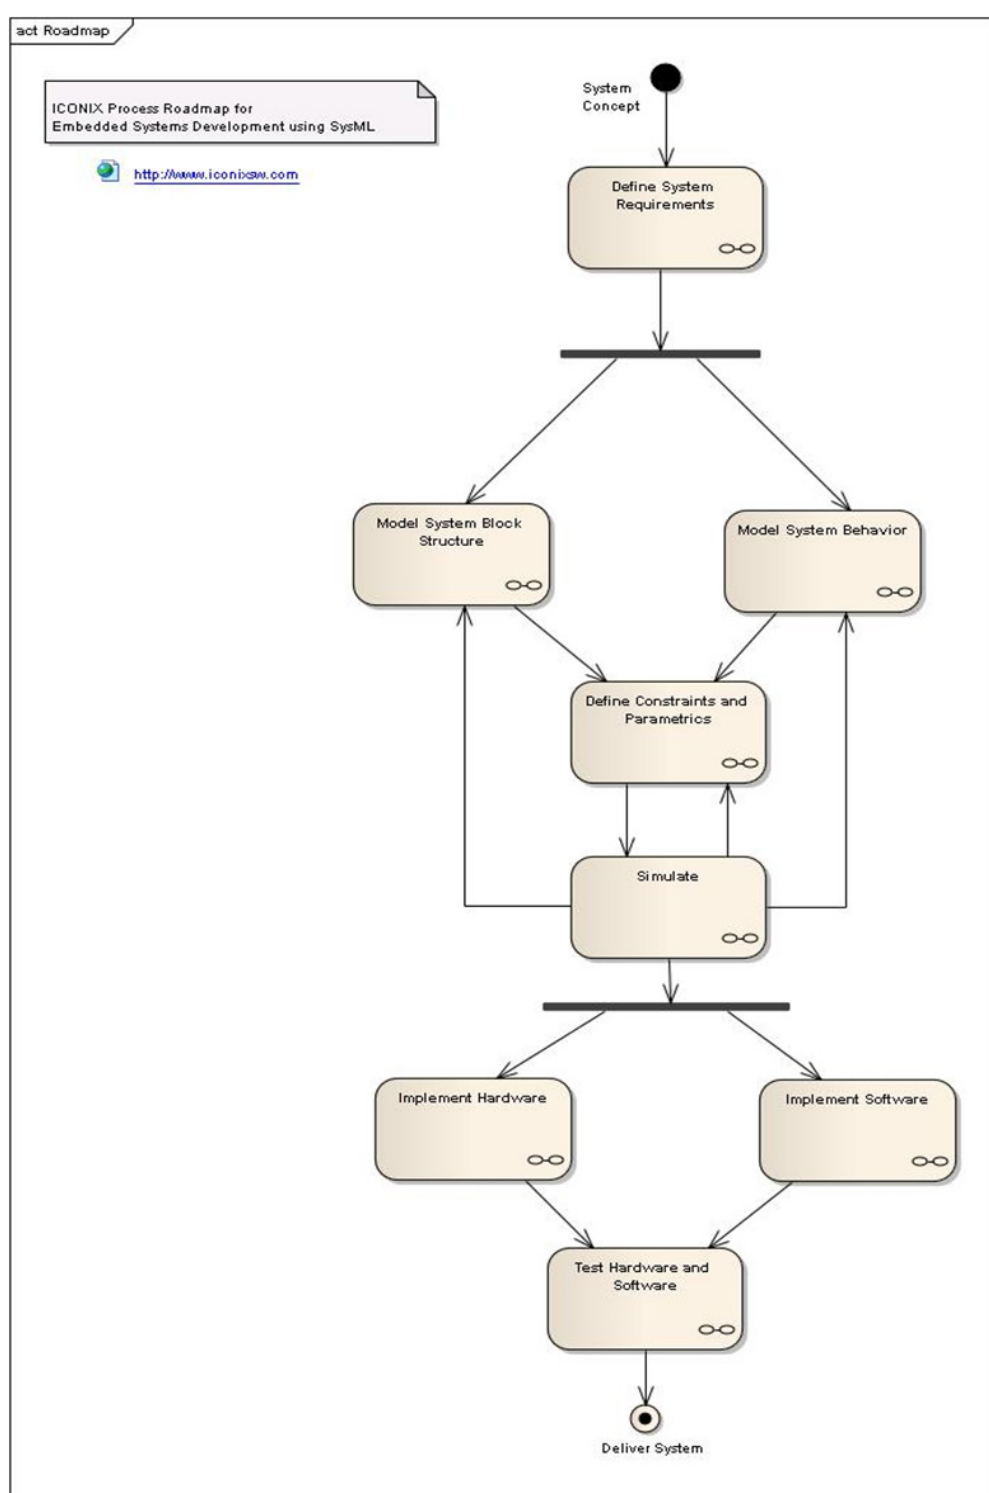 act Roadmap
System
Concept
ICONIX Process Roadmap for
Embedded Systems Development using SysML
http://www.iconixsw.com
Define System
Requirements
Model System Block
Structure
Model System Behavior
Define Constraints and
Parametrics
Simulate
Implement Hardware
Implement Software
Test Hardware and
Software
Deliver System